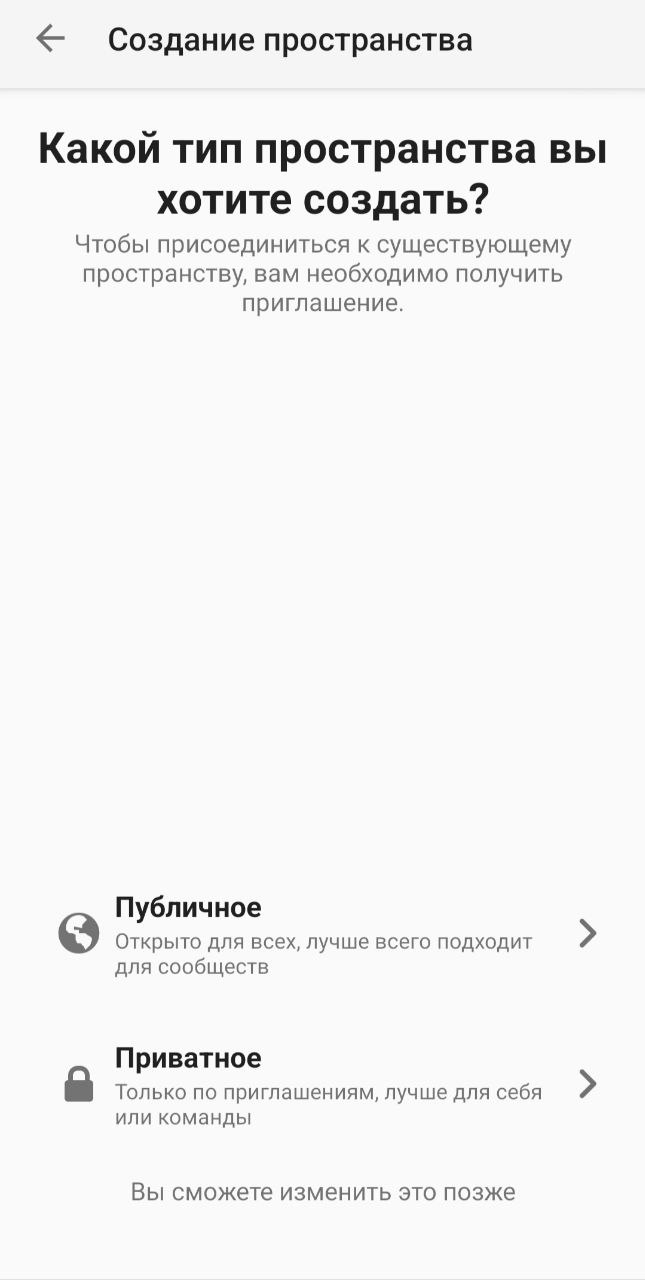 Создание пространства
Какой тип пространства вы
хотите создать?
Чтобы присоединиться к существующему
пространству, вам необходимо получить
приглашение.
Публичное
Открыто для всех, лучше всего подходит
для сообществ
Приватное
Только по приглашениям, лучше для себя
или команды
Вы сможете изменить это позже